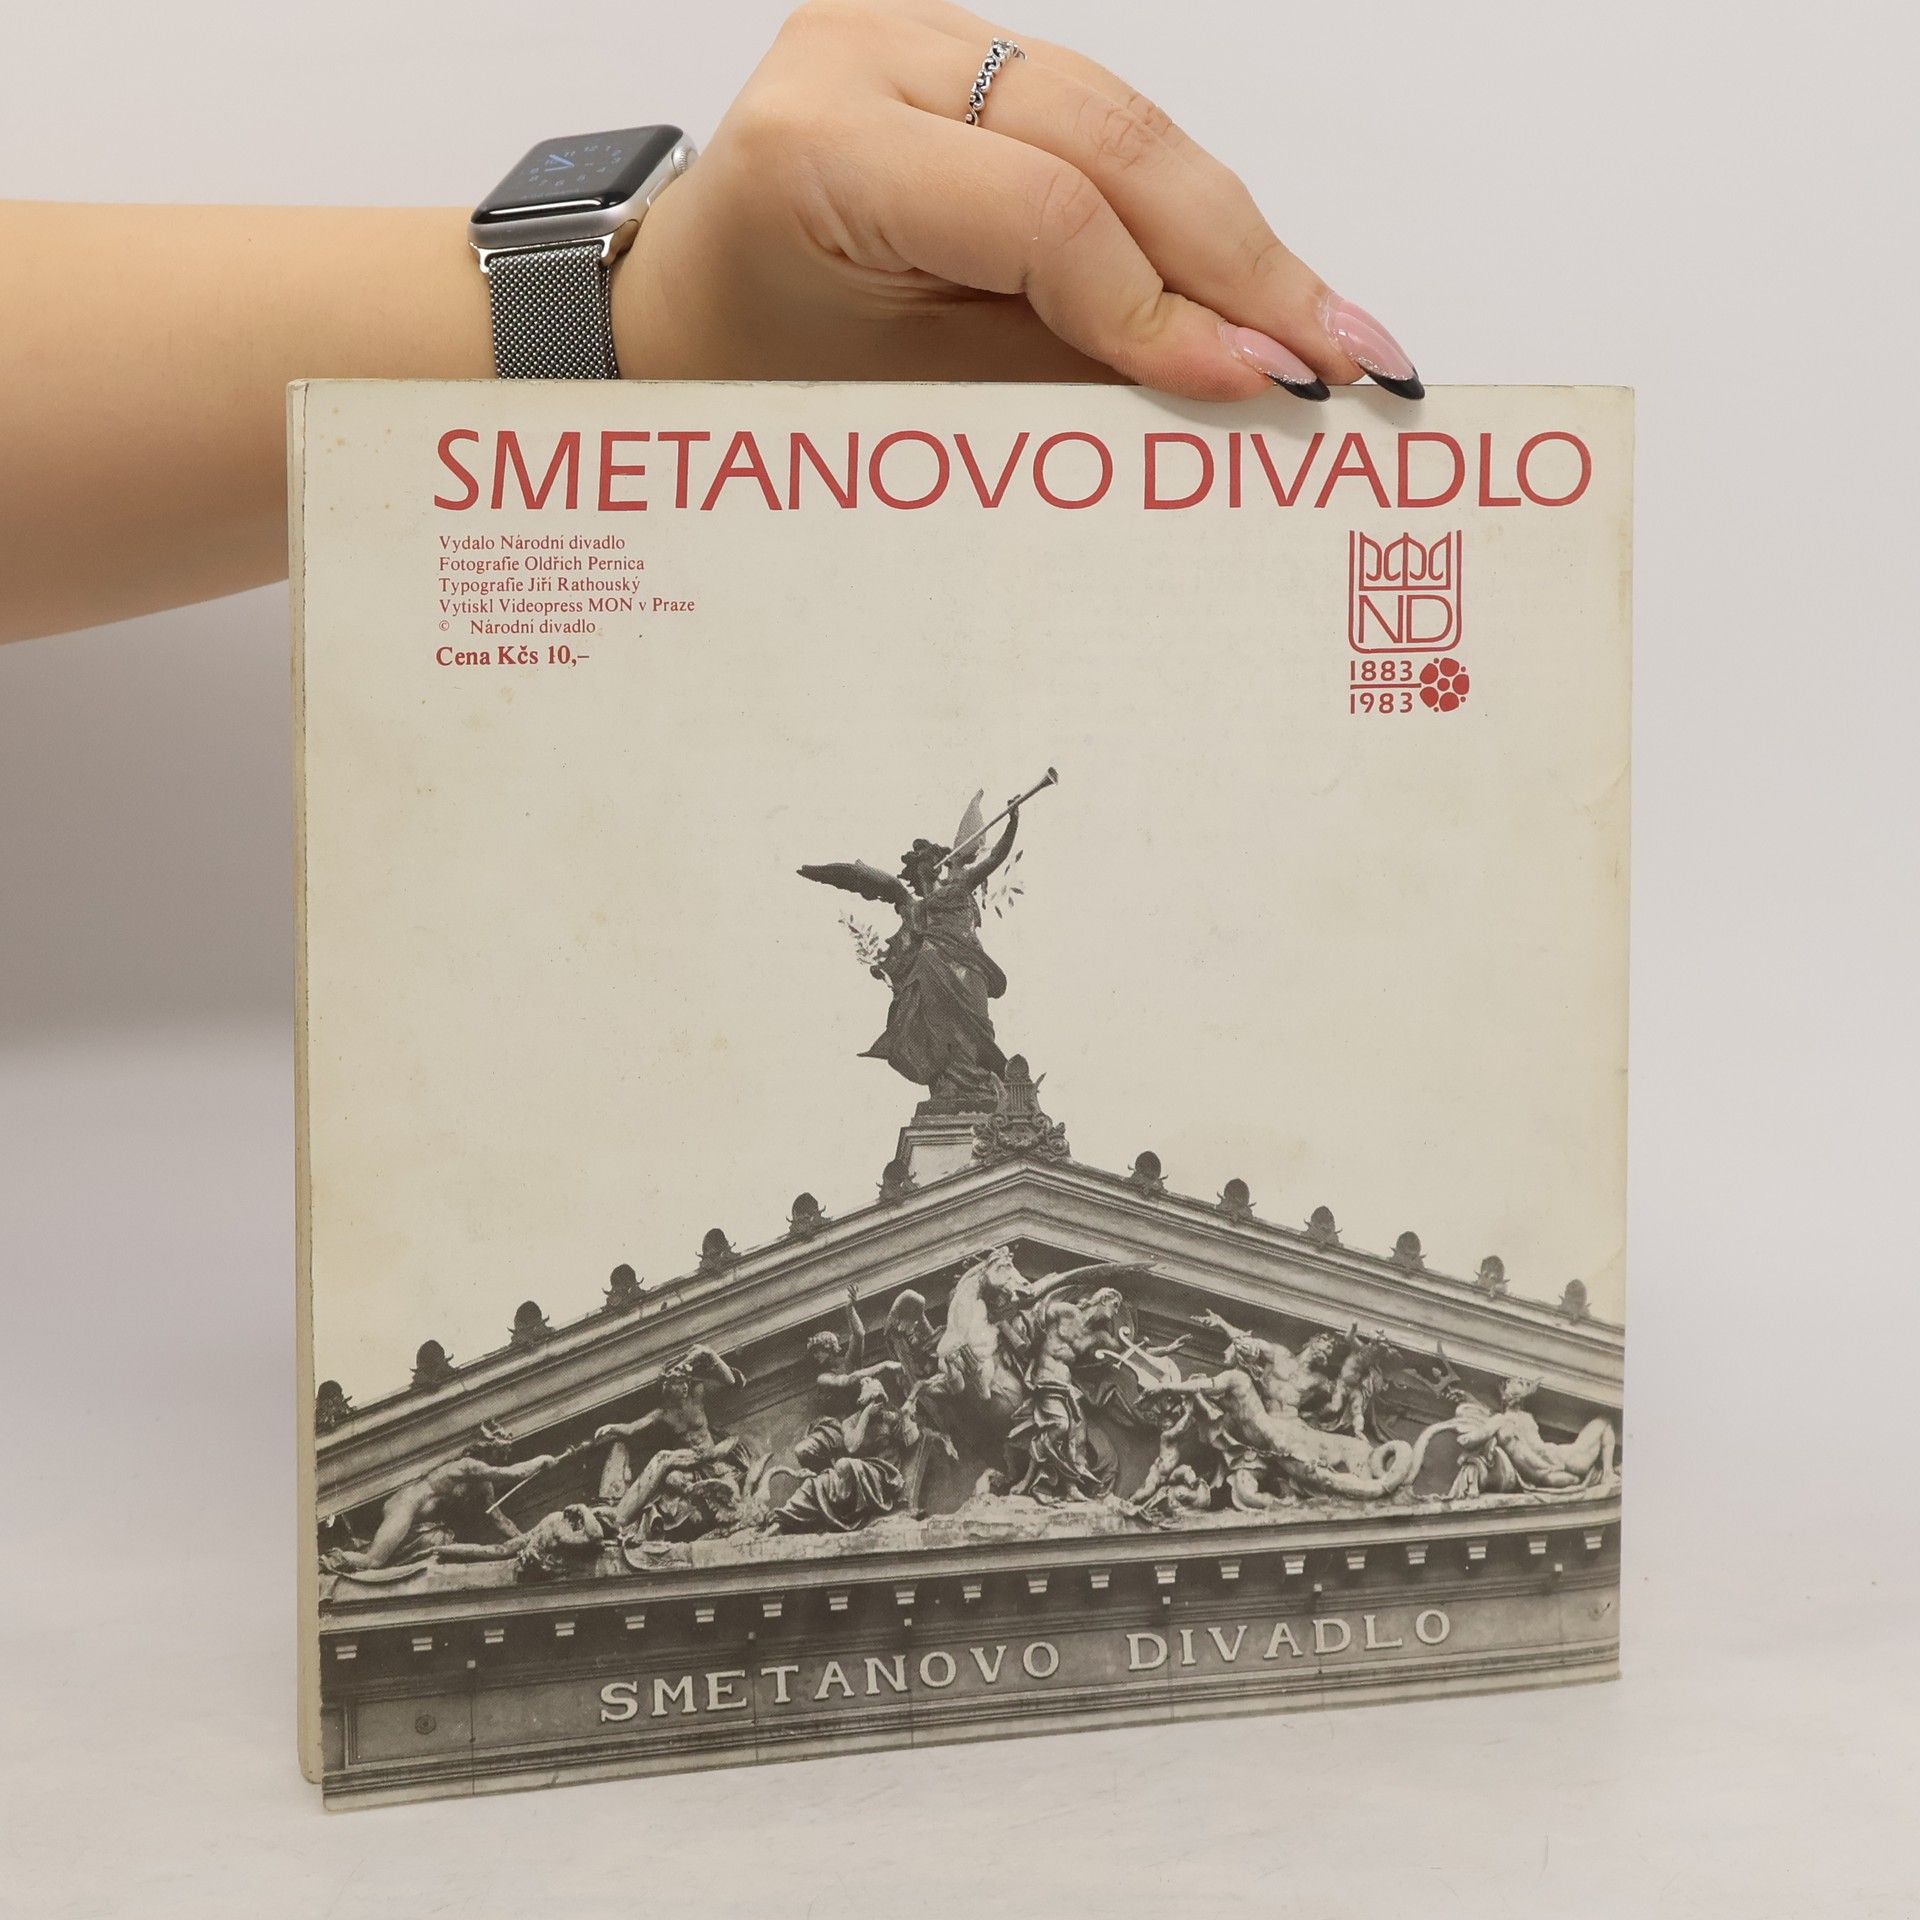 SMETANOVO DIVADLO
Vydalo Národní divadlo
Fotografie Oldřich Pernica
Typografie Jiří Rathouský
Vytiskl Videopress MON v Praze
© Národní divadlo
Cena Kčs 10,–
ND
1883
1983
SMETANOVO DIVADLO